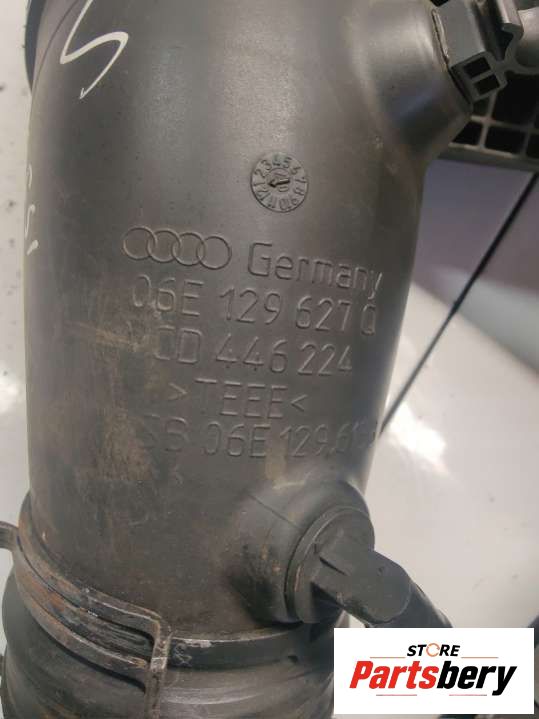 Germany
06E 129 627 Q
CD 446 224
>TEEE<
06E 129
STORE
Partsbery